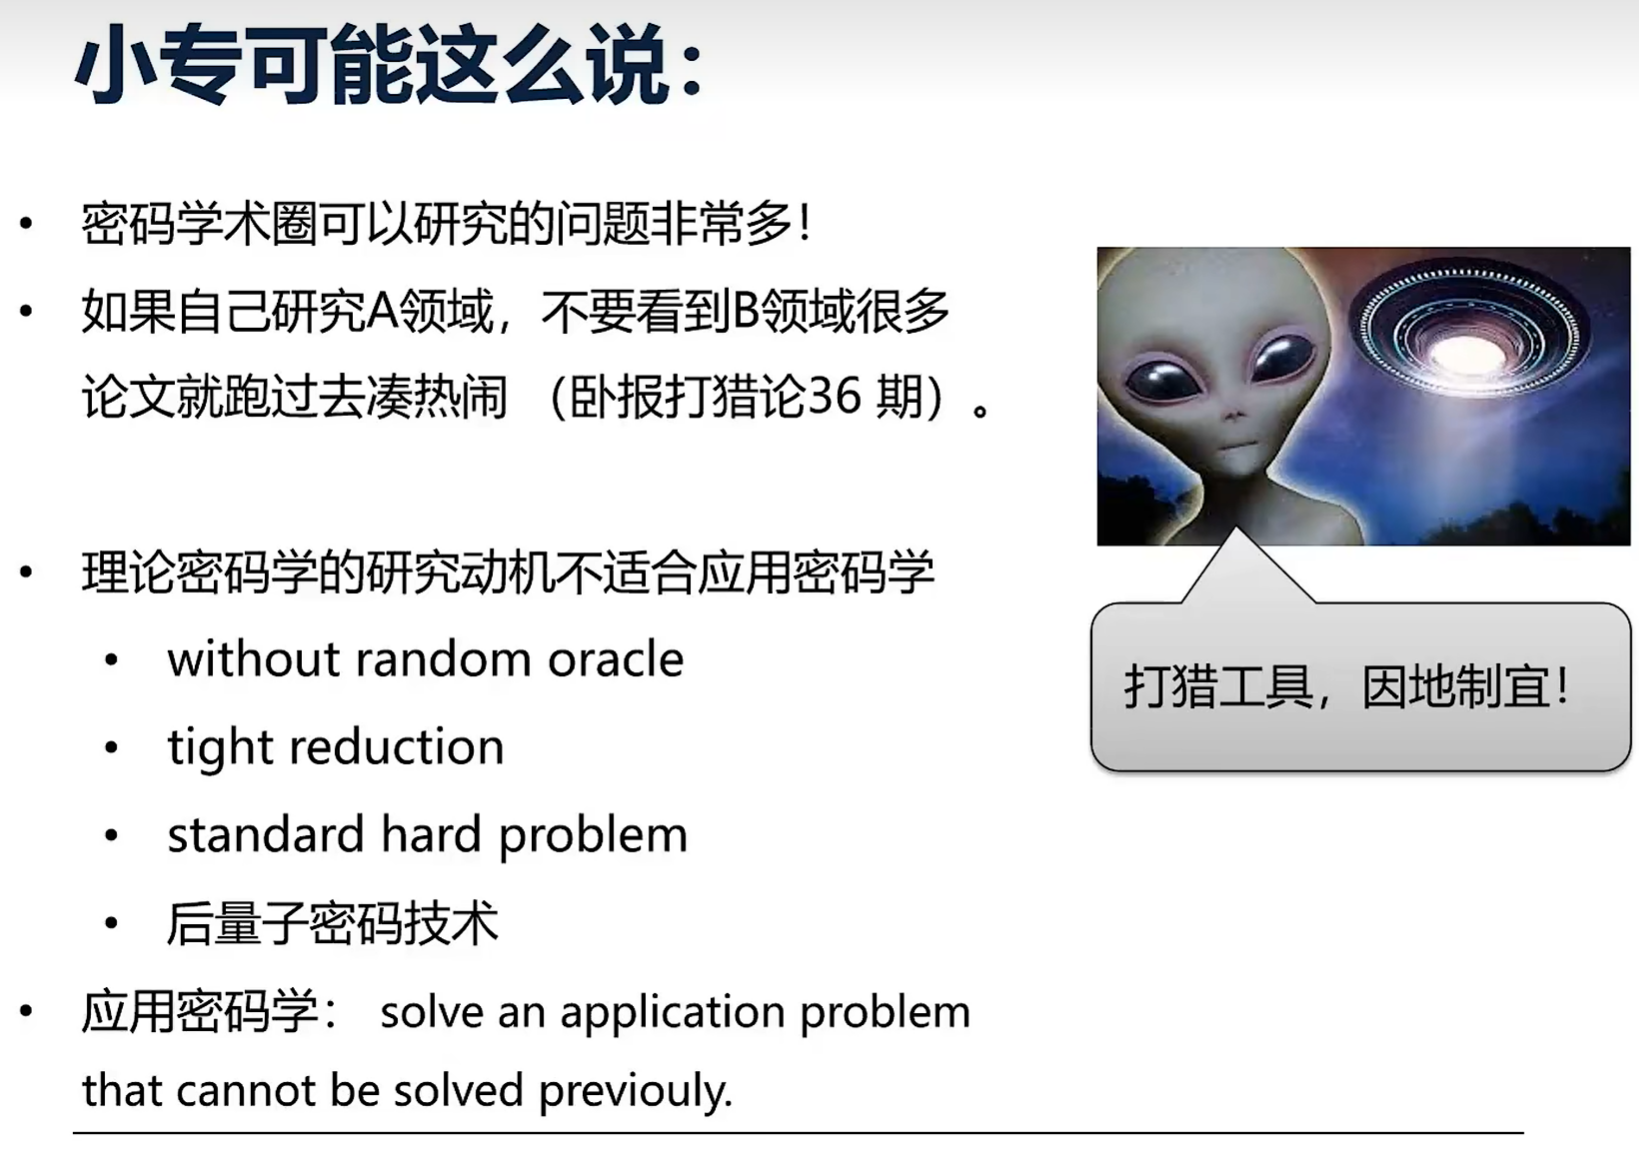 小专可能这么说：
• 密码学术圈可以研究的问题非常多！
• 如果自己研究A领域，不要看到B领域很多
论文就跑过去凑热闹 （卧报打猎论36 期）。
• 理论密码学的研究动机不适合应用密码学
• without random oracle
• tight reduction
• standard hard problem
• 后量子密码技术
• 应用密码学： solve an application problem
that cannot be solved previouly.
打猎工具，因地制宜！